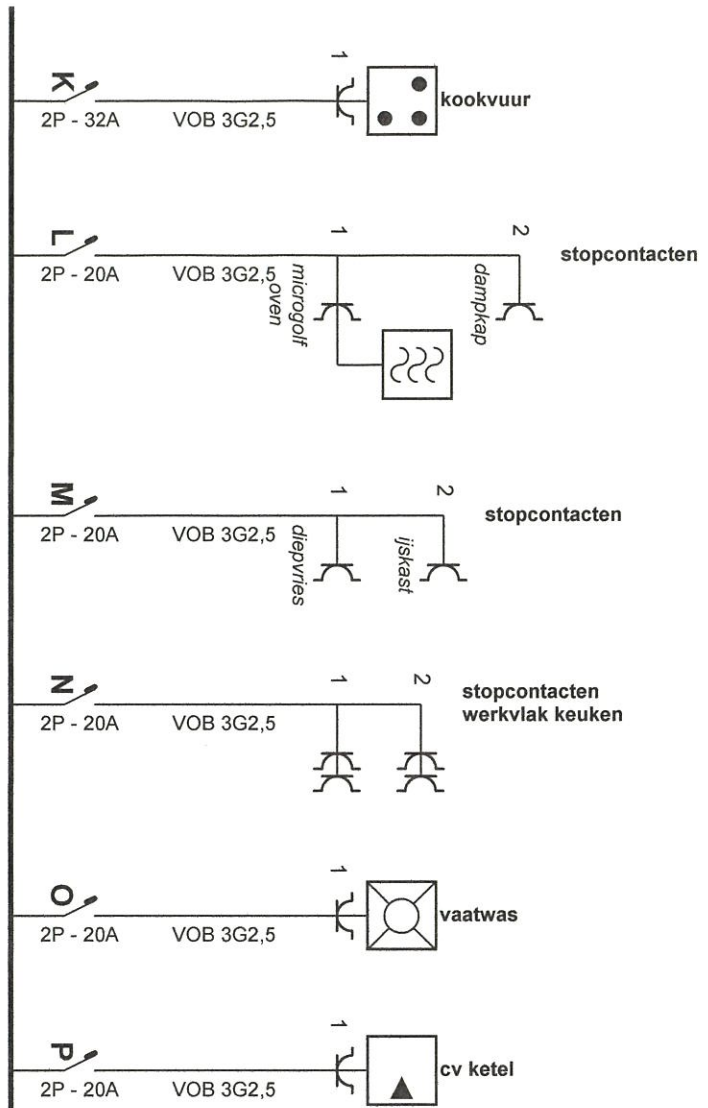 K
1
kookvuur
2P - 32A
VOB 3G2,5
L
1
2
stopcontacten
2P - 20A
VOB 3G2,5
microgolf
oven
dampkap
M
1
2
stopcontacten
2P - 20A
VOB 3G2,5
diepvries
ijskast
N
1
2
stopcontacten
werkvlak keuken
2P - 20A
VOB 3G2,5
O
1
vaatwas
2P - 20A
VOB 3G2,5
P
1
cv ketel
2P - 20A
VOB 3G2,5